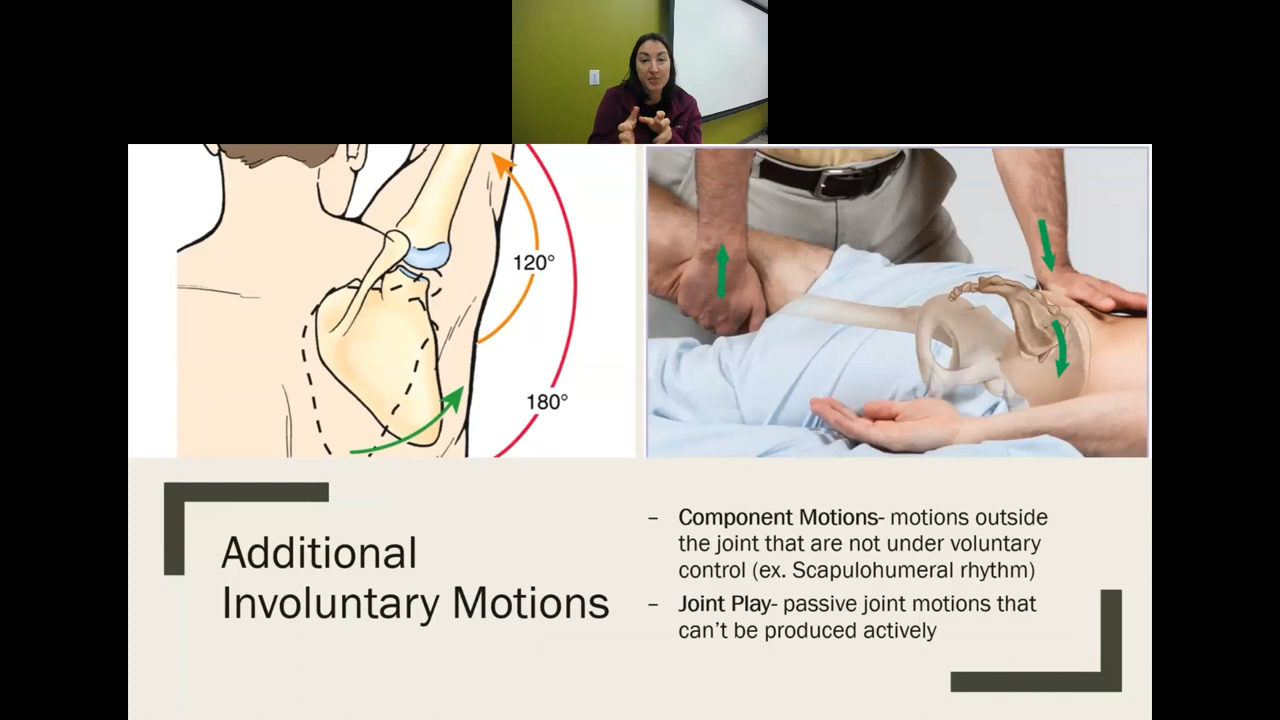 120°
180°
Additional
Involuntary Motions
– Component Motions- motions outside
the joint that are not under voluntary
control (ex. Scapulohumeral rhythm)
– Joint Play- passive joint motions that
can't be produced actively